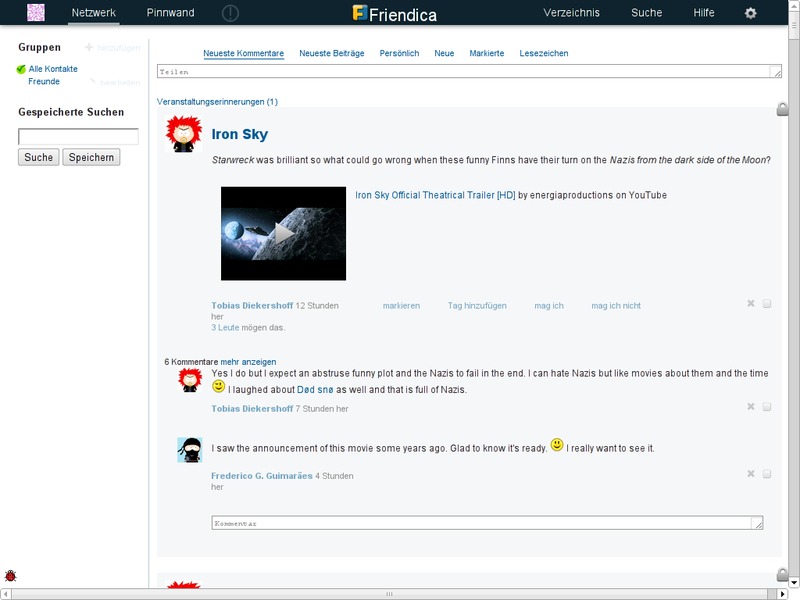 Netzwerk Pinnwand Friendica Verzeichnis Suche Hilfe
Gruppen Hinzufügen
Alle Kontakte
Freunde bearbeiten
Gespeicherte Suchen
Suche Speichern
Neueste Kommentare Neueste Beiträge Persönlich Neue Markierte Lesezeichen
Teilen
Veranstaltungserinnerungen (1)
Iron Sky
Starwreck was brilliant so what could go wrong when these funny Finns have their turn on the Nazis from the dark side of the Moon?
Iron Sky Official Theatrical Trailer [HD] by energiaproductions on YouTube
Tobias Diekershoff 12 Stunden markieren Tag hinzufügen mag ich mag ich nicht
her
3 Leute mögen das.
6 Kommentare mehr anzeigen
Yes I do but I expect an abstruse funny plot and the Nazis to fail in the end. I can hate Nazis but like movies about them and the time
I laughed about Død snø as well and that is full of Nazis.
Tobias Diekershoff 7 Stunden her
I saw the announcement of this movie some years ago. Glad to know it's ready. I really want to see it.
Frederico G. Guimarães 4 Stunden
her
Kommentar